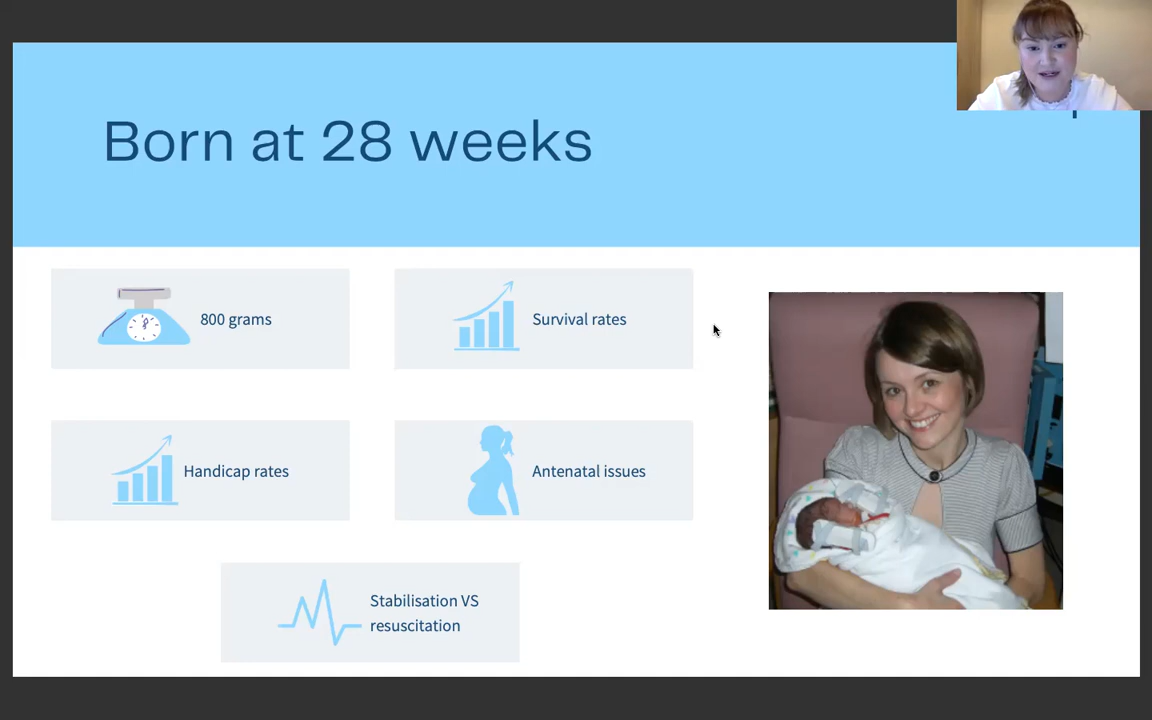 Born at 28 weeks
800 grams
Survival rates
Handicap rates
Antenatal issues
Stabilisation VS
resuscitation